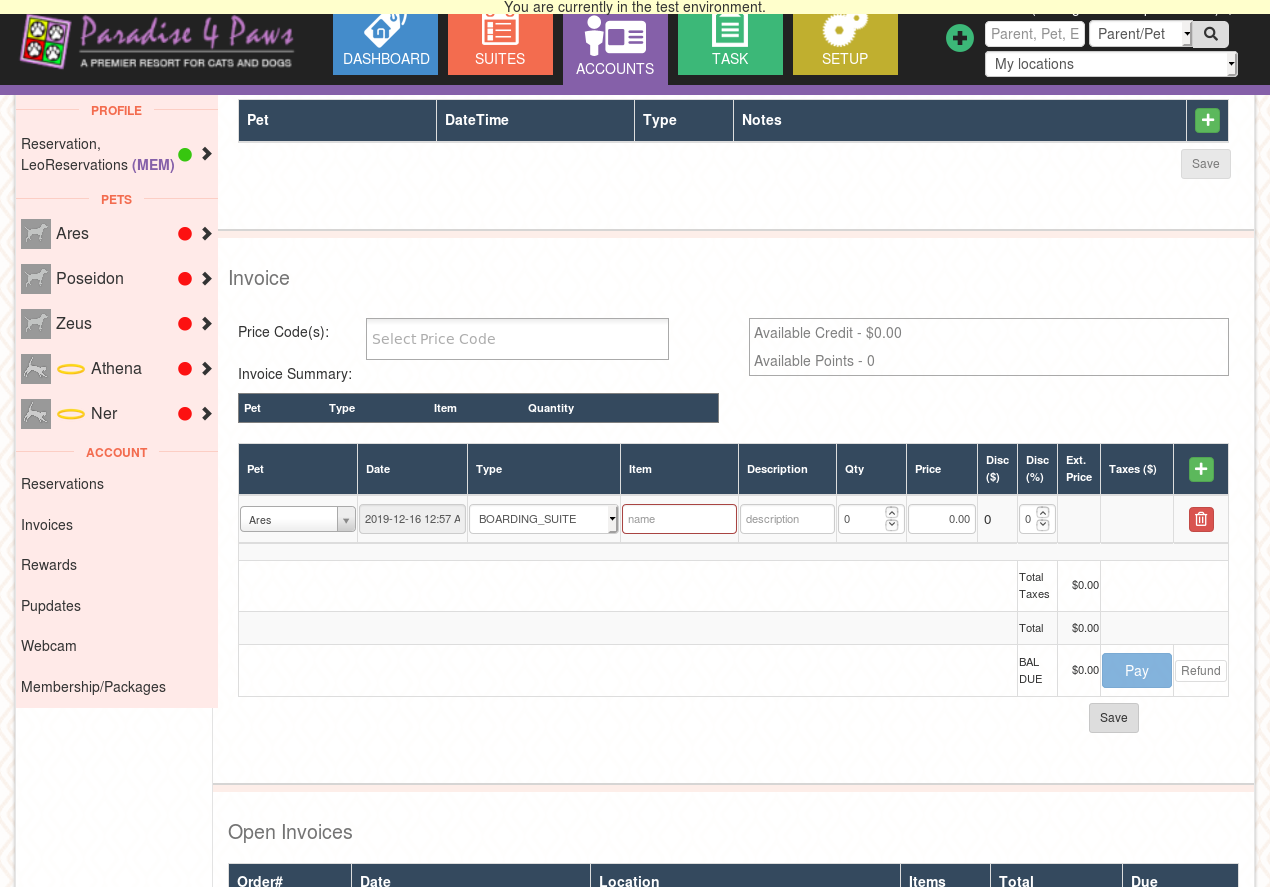 You are currently in the test environment.
Paradise 4 Paws
A PREMIER RESORT FOR CATS AND DOGS
DASHBOARD
SUITES
ACCOUNTS
TASK
SETUP
Parent, Pet, E
Parent/Pet
My locations
PROFILE
Reservation,
LeoReservations (MEM)
PETS
Ares
Poseidon
Zeus
Athena
Ner
ACCOUNT
Reservations
Invoices
Rewards
Pupdates
Webcam
Membership/Packages
Pet DateTime Type Notes
Save
Invoice
Price Code(s):
Select Price Code
Available Credit - $0.00
Available Points - 0
Invoice Summary:
Pet Type Item Quantity
Pet Date Type Item Description Qty Price Disc ($) Disc (%) Ext. Price Taxes ($)
Ares 2019-12-16 12:57 A BOARDING_SUITE name description 0 0.00 0 0
Total Taxes $0.00
Total $0.00
BAL DUE $0.00 Pay Refund
Save
Open Invoices
Order# Date Location Items Total Due